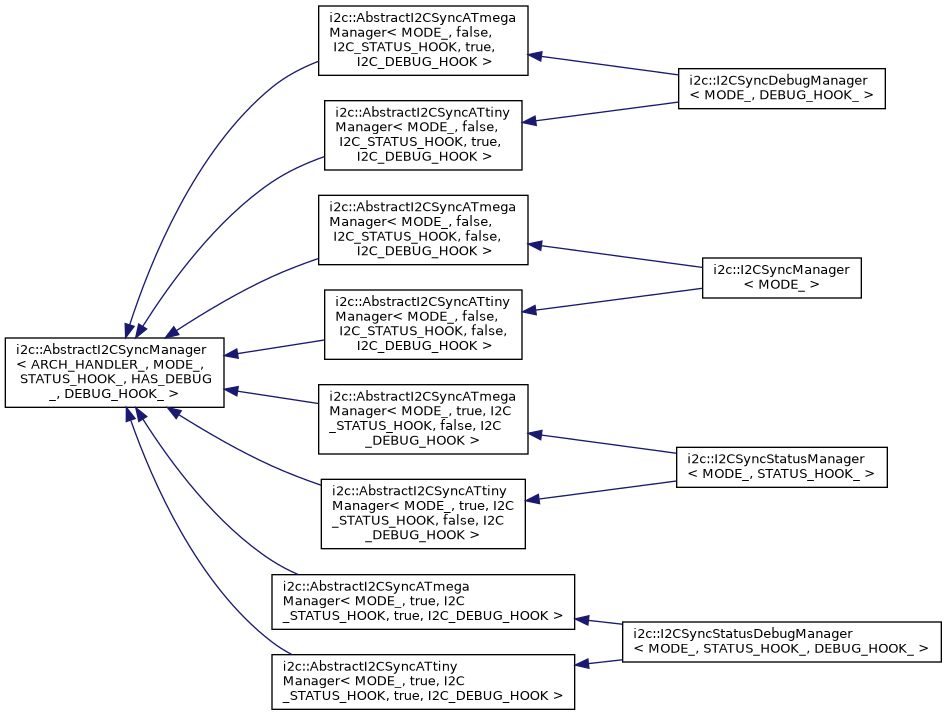 i2c::AbstractI2CSyncATmega
Manager< MODE_, false,
I2C_STATUS_HOOK, true,
I2C_DEBUG_HOOK >
i2c::I2CSyncDebugManager
< MODE_, DEBUG_HOOK_ >
i2c::AbstractI2CSyncATtiny
Manager< MODE_, false,
I2C_STATUS_HOOK, true,
I2C_DEBUG_HOOK >
i2c::AbstractI2CSyncATmega
Manager< MODE_, false,
I2C_STATUS_HOOK, false,
I2C_DEBUG_HOOK >
i2c::I2CSyncManager
< MODE_ >
i2c::AbstractI2CSyncATtiny
Manager< MODE_, false,
I2C_STATUS_HOOK, false,
I2C_DEBUG_HOOK >
i2c::AbstractI2CSyncManager
< ARCH_HANDLER_, MODE_,
STATUS_HOOK_, HAS_DEBUG
_, DEBUG_HOOK_ >
i2c::AbstractI2CSyncATmega
Manager< MODE_, true, I2C
_STATUS_HOOK, false, I2C
_DEBUG_HOOK >
i2c::I2CSyncStatusManager
< MODE_, STATUS_HOOK_ >
i2c::AbstractI2CSyncATtiny
Manager< MODE_, true, I2C
_STATUS_HOOK, false, I2C
_DEBUG_HOOK >
i2c::AbstractI2CSyncATmega
Manager< MODE_, true, I2C
_STATUS_HOOK, true, I2C_DEBUG_HOOK >
i2c::I2CSyncStatusDebugManager
< MODE_, STATUS_HOOK_, DEBUG_HOOK_ >
i2c::AbstractI2CSyncATtiny
Manager< MODE_, true, I2C
_STATUS_HOOK, true, I2C_DEBUG_HOOK >